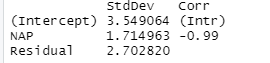 StdDev Corr
(Intercept) 3.549064 (Intr)
NAP 1.714963 -0.99
Residual 2.702820